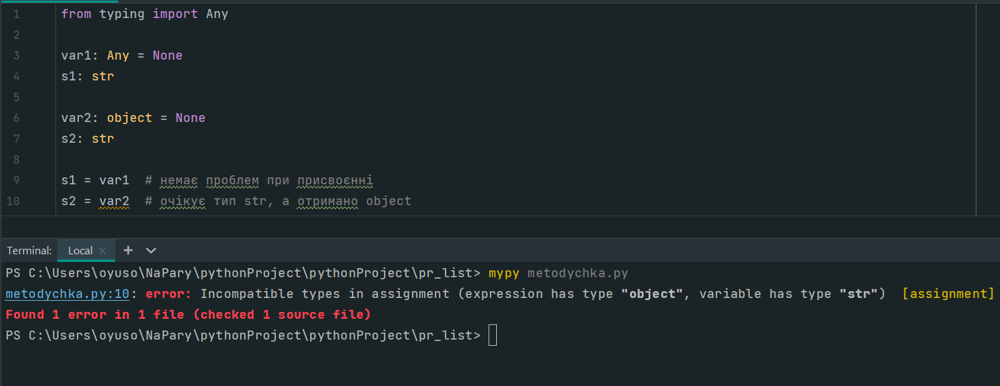 1 from typing import Any
2
3 var1: Any = None
4 s1: str
5
6 var2: object = None
7 s2: str
8
9 s1 = var1  # немає проблем при присвоєнні
10 s2 = var2  # очікує тип str, а отримано object
Terminal: Local × +
PS C:\Users\oyuso\NaPary\pythonProject\pythonProject\pr_list> mypy metodychka.py
metodychka.py:10: error: Incompatible types in assignment (expression has type "object", variable has type "str")  [assignment]
Found 1 error in 1 file (checked 1 source file)
PS C:\Users\oyuso\NaPary\pythonProject\pythonProject\pr_list>